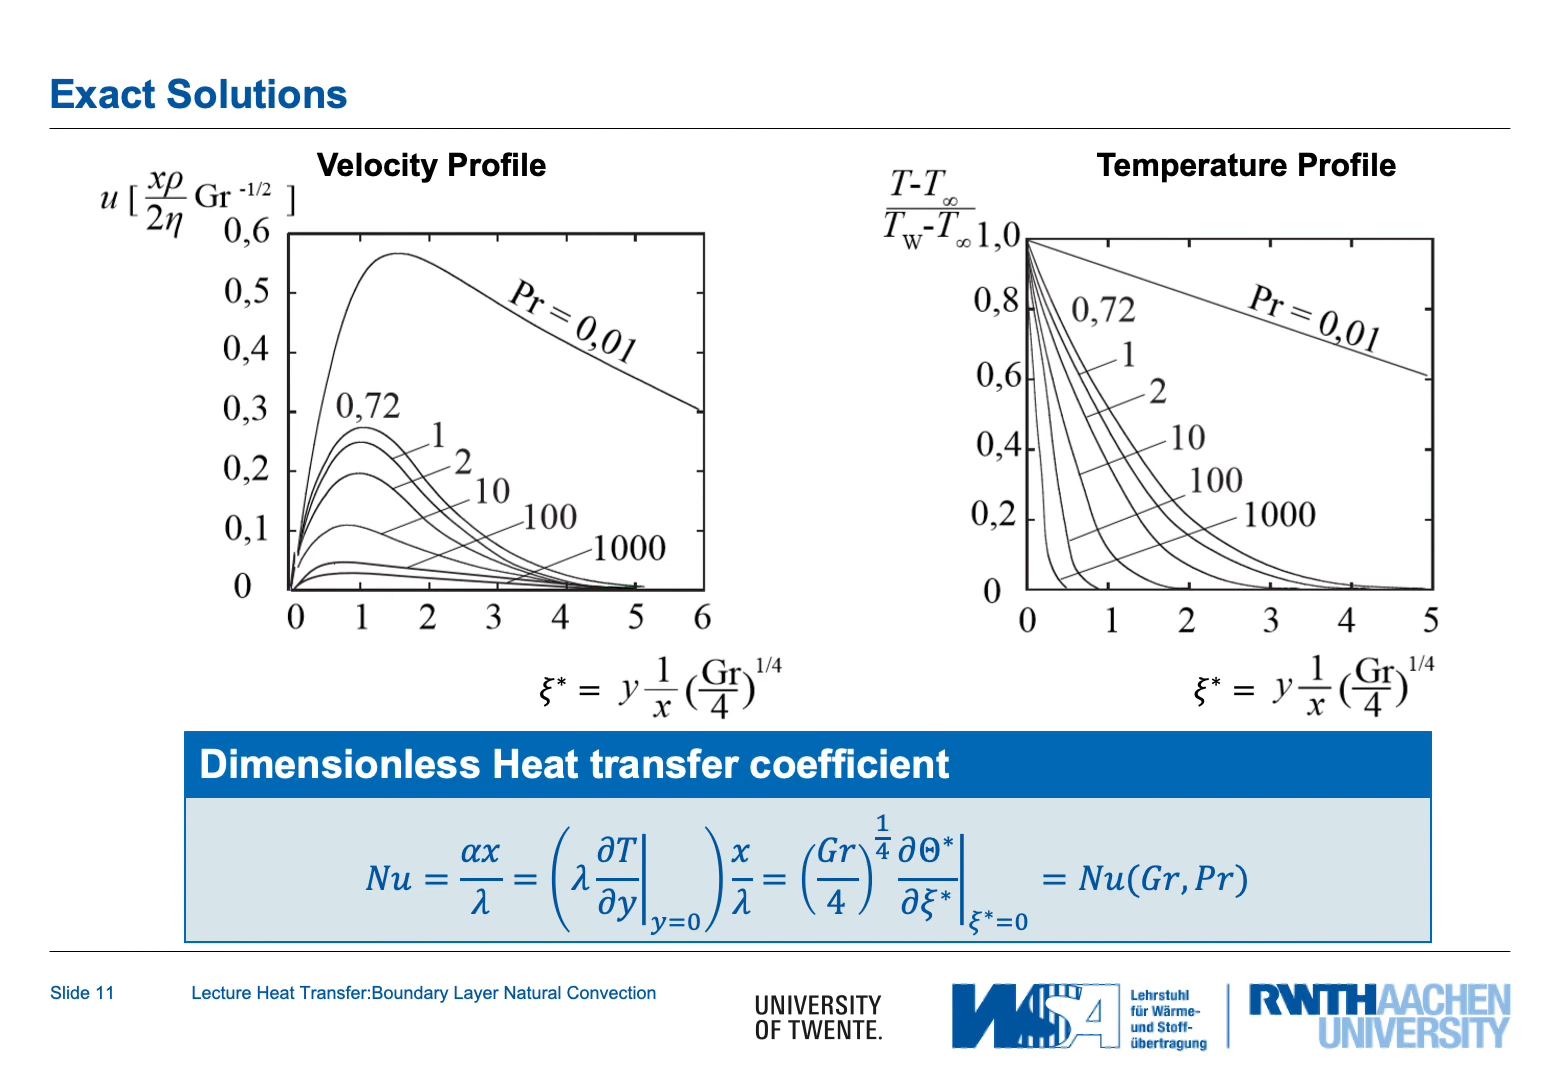 Exact Solutions
Velocity Profile
u [ xρ/2η Gr -1/2 ]
0,6
0,5
0,4
0,3
0,2
0,1
0
Pr = 0,01
0,72
1
2
10
100
1000
0 1 2 3 4 5 6
ξ* = y 1/x (Gr/4)^1/4
Temperature Profile
T-T∞ / TW-T∞
1,0
0,8
0,6
0,4
0,2
0
Pr = 0,01
0,72
1
2
10
100
1000
0 1 2 3 4 5
ξ* = y 1/x (Gr/4)^1/4
Dimensionless Heat transfer coefficient
Nu = αx/λ = (λ ∂T/∂y|y=0) x/λ = (Gr/4)^1/4 ∂Θ*/∂ξ*|ξ*=0 = Nu(Gr, Pr)
Slide 11
Lecture Heat Transfer:Boundary Layer Natural Convection
UNIVERSITY
OF TWENTE.
WSA
Lehrstuhl
für Wärme-
und Stoff-
übertragung
RWTH AACHEN
UNIVERSITY